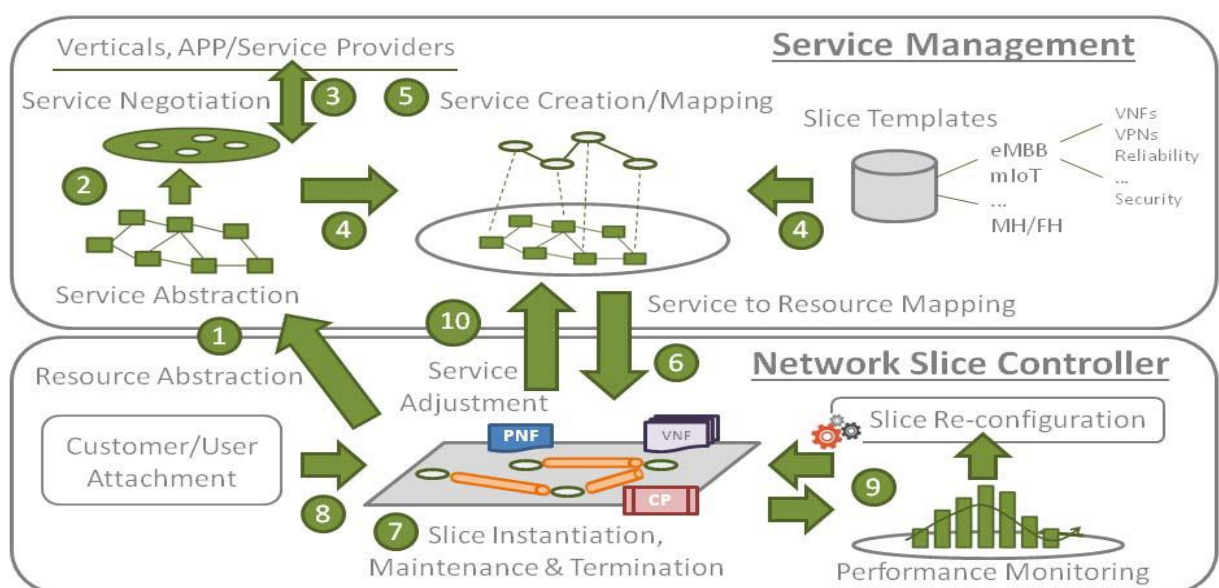 Verticals, APP/Service Providers
Service Management
Service Negotiation
3
5
Service Creation/Mapping
Slice Templates
VNFs
VPNs
Reliability
...
Security
eMBB
mIoT
...
MH/FH
2
4
4
Service Abstraction
1
10
Service to Resource Mapping
6
Network Slice Controller
Resource Abstraction
Service
Adjustment
Slice Re-configuration
Customer/User
Attachment
PNF
VNF
CP
8
7
9
Slice Instantiation,
Maintenance & Termination
Performance Monitoring